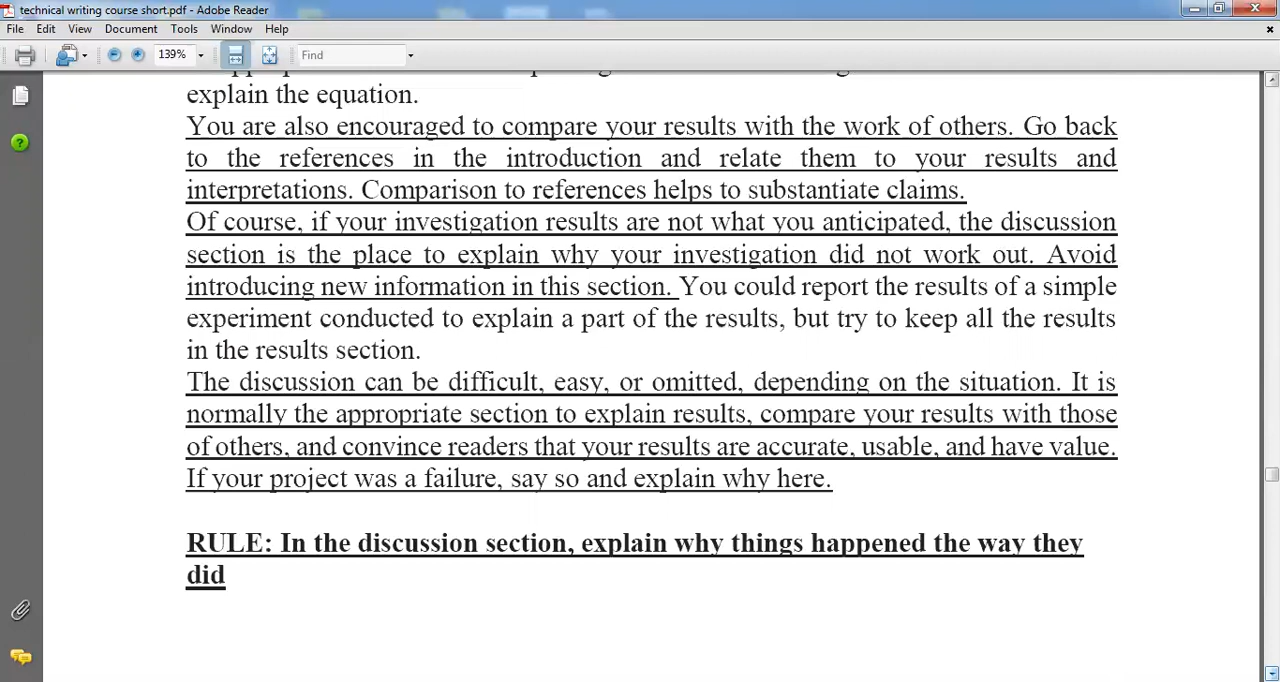 technical writing course short.pdf - Adobe Reader
File Edit View Document Tools Window Help
139% Find
explain the equation.
You are also encouraged to compare your results with the work of others. Go back
to the references in the introduction and relate them to your results and
interpretations. Comparison to references helps to substantiate claims.
Of course, if your investigation results are not what you anticipated, the discussion
section is the place to explain why your investigation did not work out. Avoid
introducing new information in this section. You could report the results of a simple
experiment conducted to explain a part of the results, but try to keep all the results
in the results section.
The discussion can be difficult, easy, or omitted, depending on the situation. It is
normally the appropriate section to explain results, compare your results with those
of others, and convince readers that your results are accurate, usable, and have value.
If your project was a failure, say so and explain why here.
RULE: In the discussion section, explain why things happened the way they
did